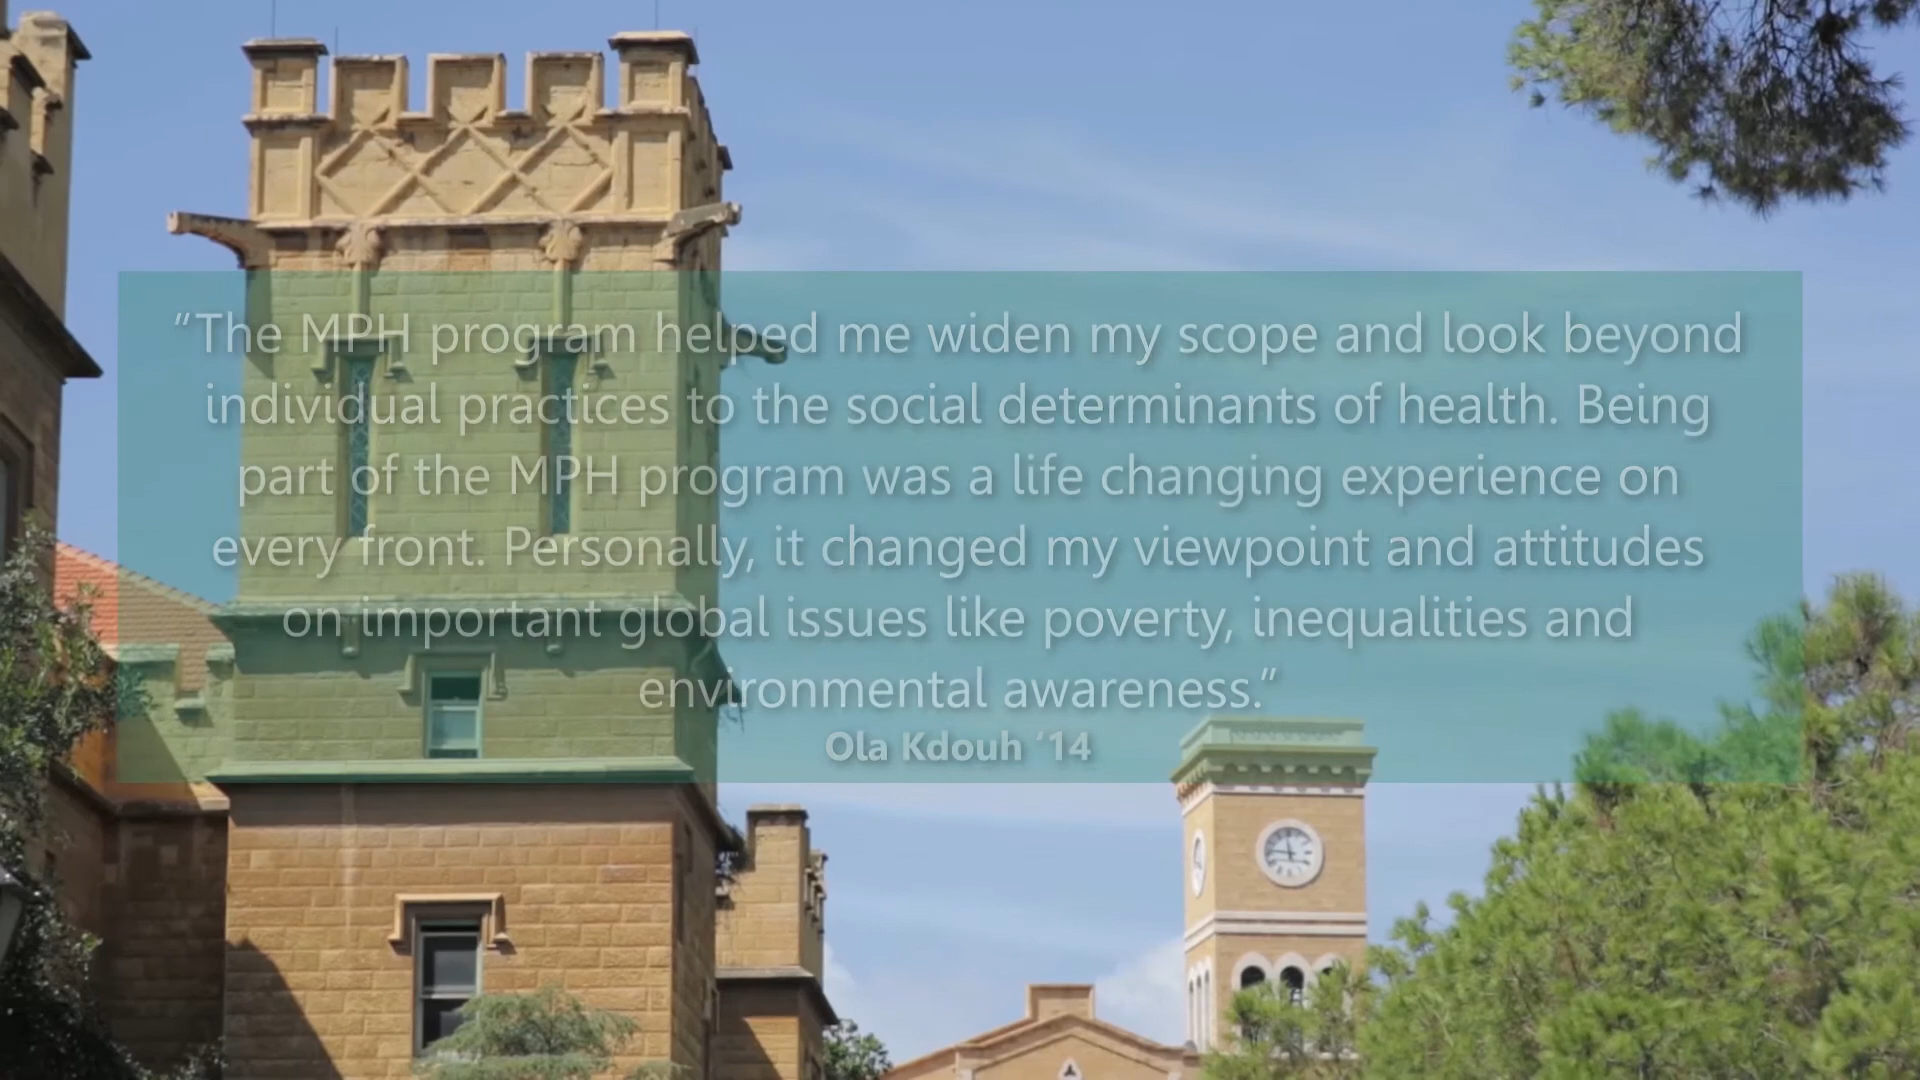 “The MPH program helped me widen my scope and look beyond
individual practices to the social determinants of health. Being
part of the MPH program was a life changing experience on
every front. Personally, it changed my viewpoint and attitudes
on important global issues like poverty, inequalities and
environmental awareness.”
Ola Kdouh ‘14